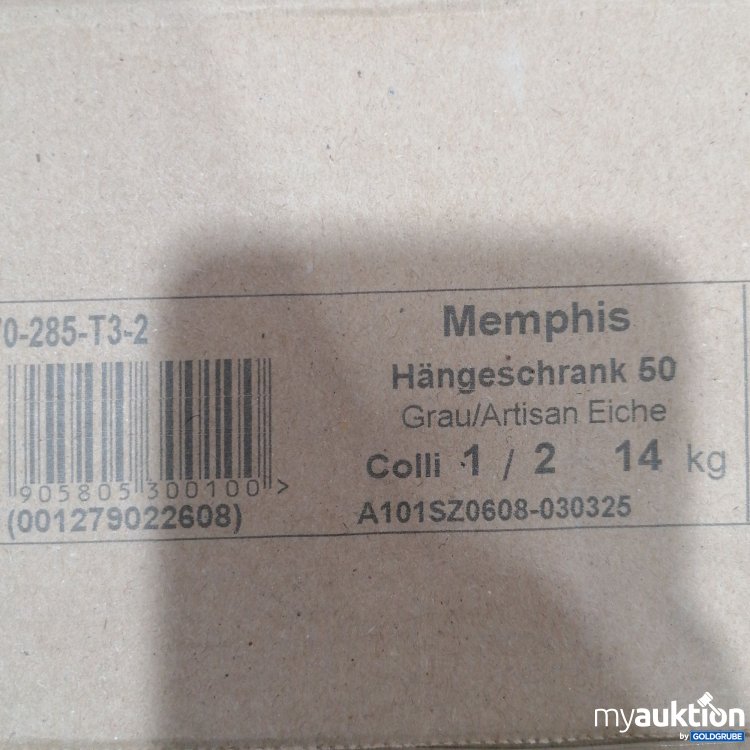 70-285-T3-2
905805 300100 >
(001279022608)
Memphis
Hängeschrank 50
Grau/Artisan Eiche
Colli 1 / 2 14 kg
A101SZ0608-030325
myauktion
by GOLDGRUBE